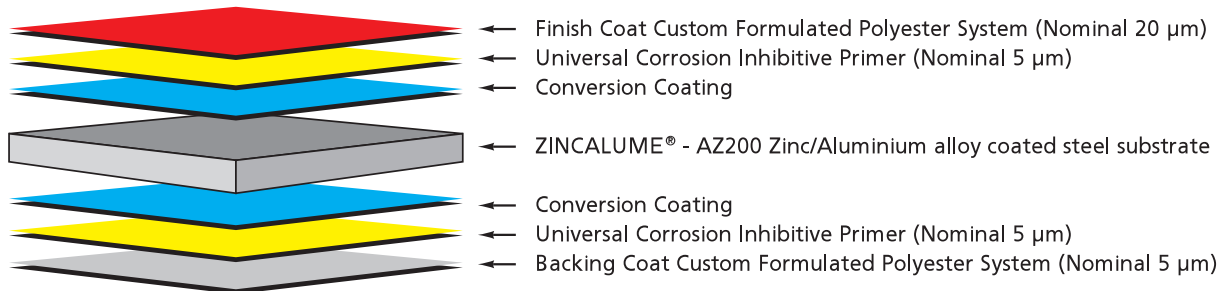 Finish Coat Custom Formulated Polyester System (Nominal 20 µm)
Universal Corrosion Inhibitive Primer (Nominal 5 µm)
Conversion Coating
ZINCALUME® - AZ200 Zinc/Aluminium alloy coated steel substrate
Conversion Coating
Universal Corrosion Inhibitive Primer (Nominal 5 µm)
Backing Coat Custom Formulated Polyester System (Nominal 5 µm)